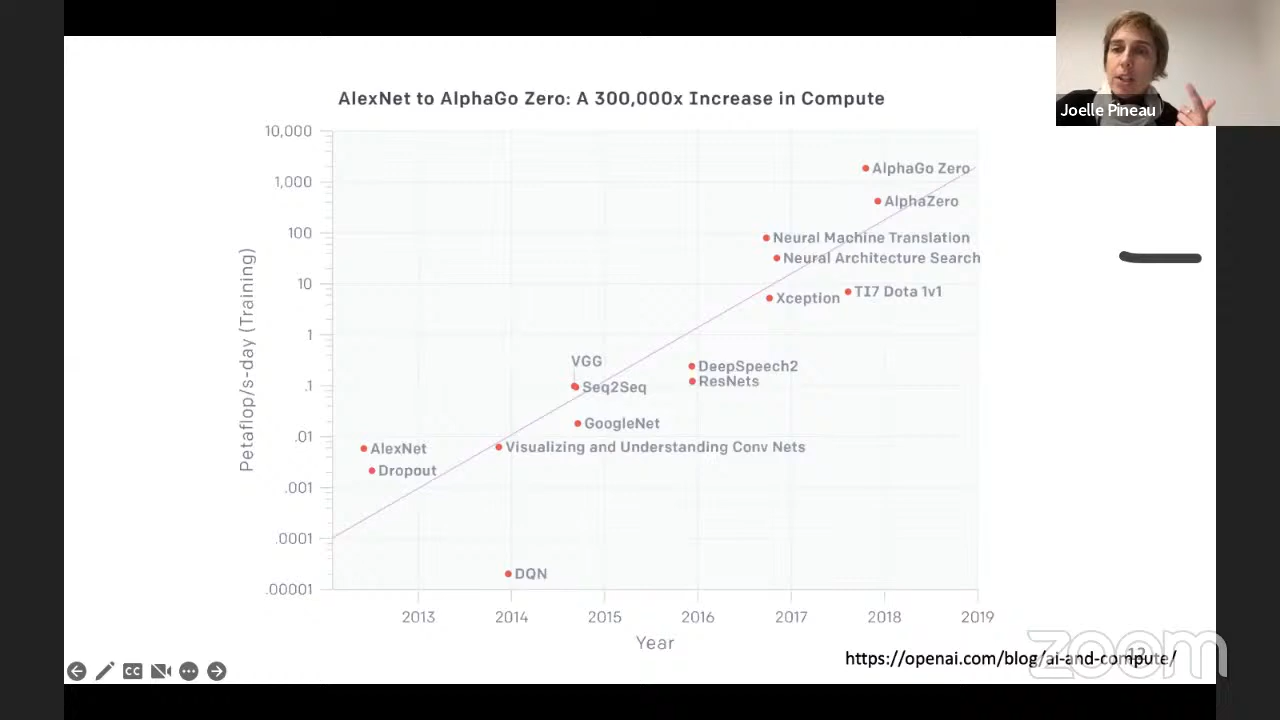 Joelle Pineau
AlexNet to AlphaGo Zero: A 300,000x Increase in Compute
10,000
1,000
100
10
1
.1
.01
.001
.0001
.00001
Petaflop/s-day (Training)
AlphaGo Zero
AlphaZero
Neural Machine Translation
Neural Architecture Search
TI7 Dota 1v1
Xception
VGG
DeepSpeech2
ResNets
Seq2Seq
GoogleNet
Visualizing and Understanding Conv Nets
AlexNet
Dropout
DQN
2013 2014 2015 2016 2017 2018 2019
Year
https://openai.com/blog/ai-and-compute/
12
zoom
CC